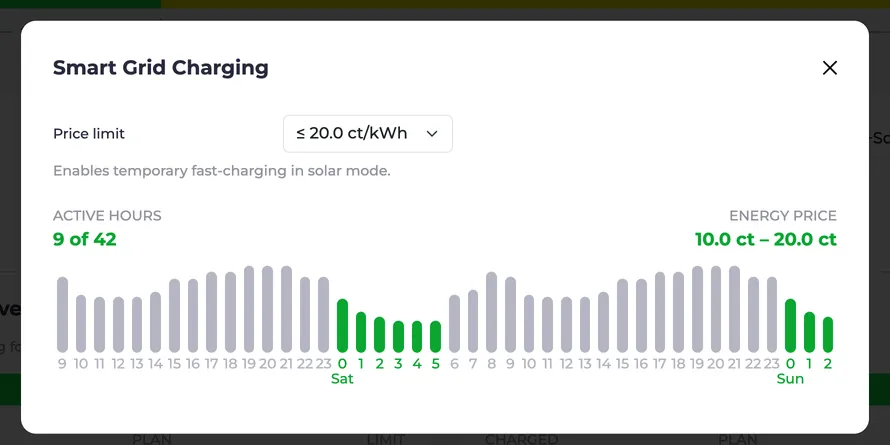 Smart Grid Charging
Price limit
≤ 20.0 ct/kWh
Enables temporary fast-charging in solar mode.
ACTIVE HOURS
9 of 42
ENERGY PRICE
10.0 ct – 20.0 ct
9 10 11 12 13 14 15 16 17 18 19 20 21 22 23 0 1 2 3 4 5 6 7 8 9 10 11 12 13 14 15 16 17 18 19 20 21 22 23 0 1 2
Sat Sun
PLAN LIMIT CHARGED PLAN